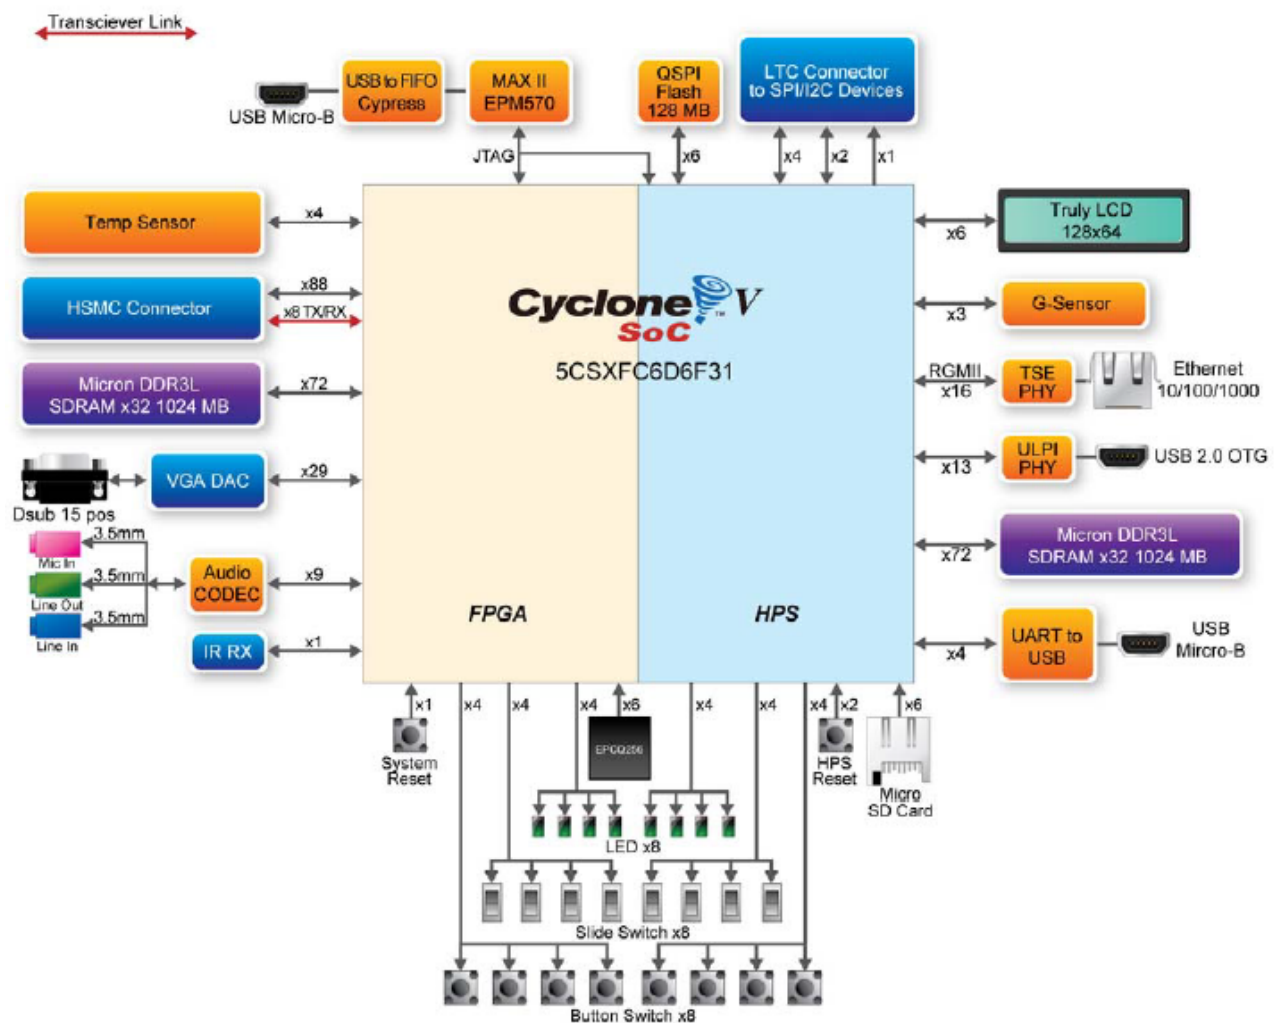 Transciever Link
USB Micro-B
USB to FIFO
Cypress
MAX II
EPM570
QSPI
Flash
128 MB
LTC Connector
to SPI/I2C Devices
JTAG
x6
x4
x2
x1
Temp Sensor
x4
HSMC Connector
x88
x8 TX/RX
Micron DDR3L
SDRAM x32 1024 MB
x72
Dsub 15 pos
VGA DAC
x29
3.5mm
Mic In
3.5mm
Line Out
3.5mm
Line In
Audio
CODEC
x9
IR RX
x1
Cyclone V
TM
SoC
5CSXFC6D6F31
FPGA
HPS
x6
Truly LCD
128x64
x3
G-Sensor
RGMII
x16
TSE
PHY
Ethernet
10/100/1000
x13
ULPI
PHY
USB 2.0 OTG
x72
Micron DDR3L
SDRAM x32 1024 MB
x4
UART to
USB
USB
Mircro-B
x1
x4
x4
x4
x6
x4
x4
x4
x2
x6
System
Reset
EPCQ256
HPS
Reset
Micro
SD Card
LED x8
Slide Switch x8
Button Switch x8